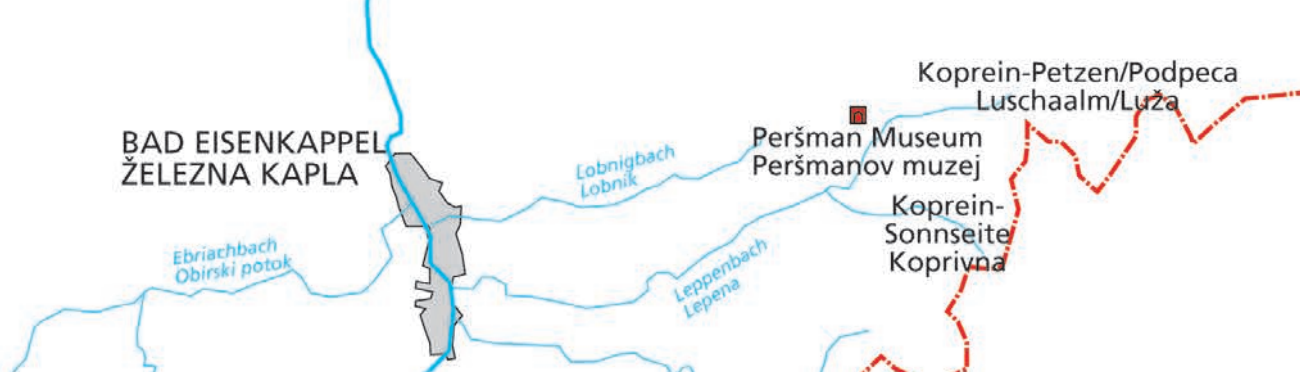 Koprein-Petzen/Podpeca
Luschaalm/Luža
BAD EISENKAPPEL
ŽELEZNA KAPLA
Peršman Museum
Peršmanov muzej
Lobnigbach
Lobnik
Koprein-
Sonnseite
Koprivna
Ebriachbach
Obirski potok
Leppenbach
Lepena